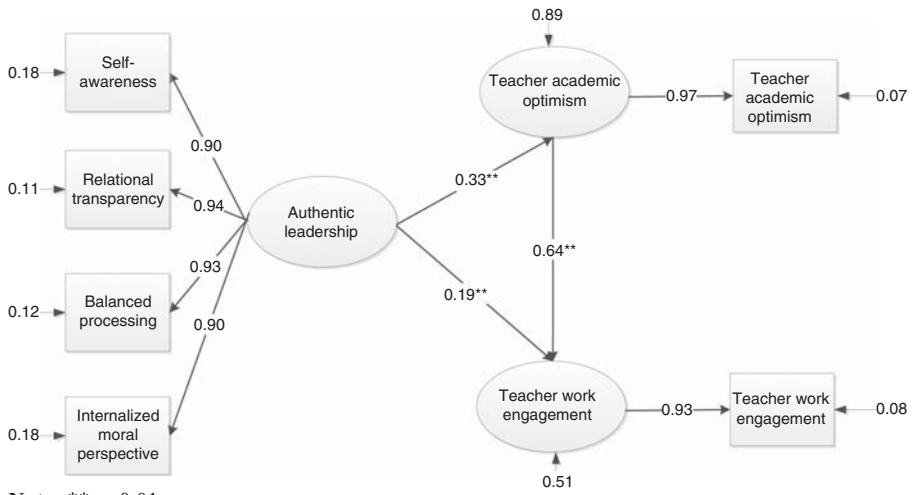 0.89
0.55
0.18
Self-
awareness
Teacher academic
optimism
0.97
Teacher
academic
optimism
0.07
0.90
0.11
Relational
transparency
0.94
0.33**
Authentic
leadership
0.93
0.64**
0.19**
0.12
Balanced
processing
0.90
Teacher work
engagement
0.93
Teacher work
engagement
0.08
0.18
Internalized
moral
perspective
0.51